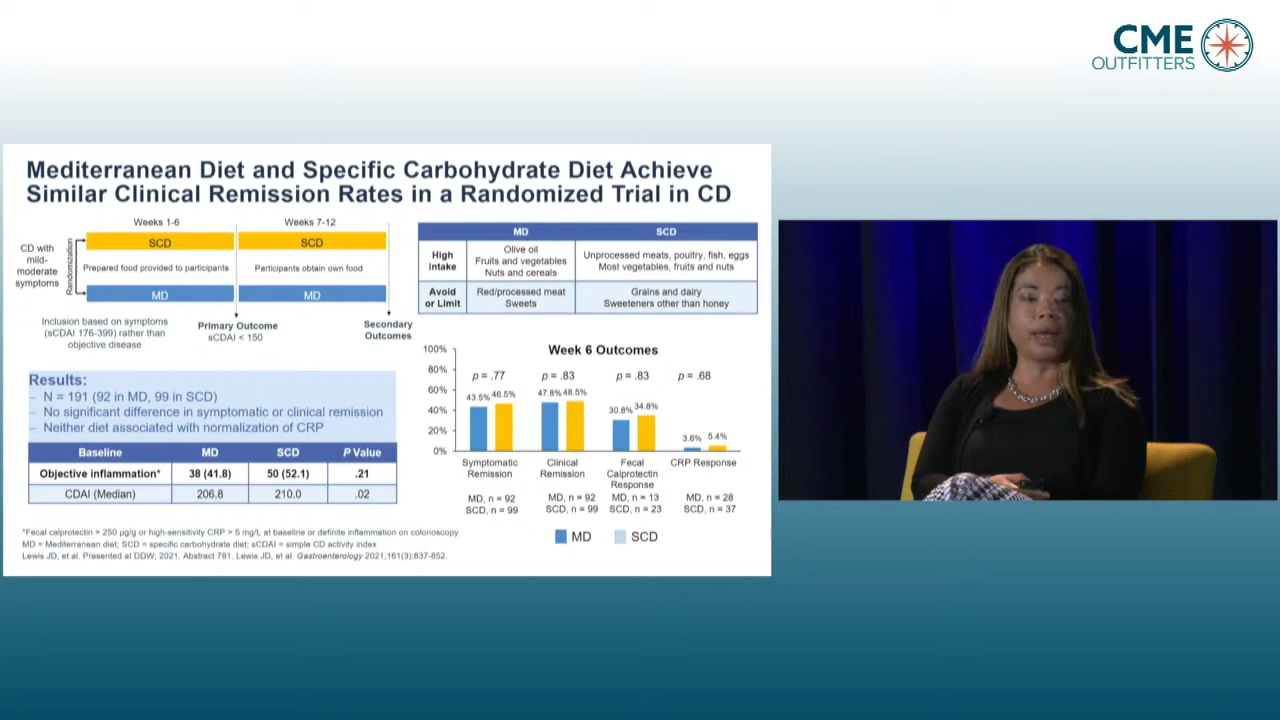 CME
OUTFITTERS
Mediterranean Diet and Specific Carbohydrate Diet Achieve
Similar Clinical Remission Rates in a Randomized Trial in CD
Weeks 1-6
Weeks 7-12
CD with
mild-
moderate
symptoms
Randomization
SCD
SCD
Prepared food provided to participants
Participants obtain own food
MD
MD
Inclusion based on symptoms
(sCDAI 176-399) rather than
objective disease
Primary Outcome
sCDAI < 150
Secondary
Outcomes
MD
SCD
High
Intake
Olive oil
Fruits and vegetables
Nuts and cereals
Unprocessed meats, poultry, fish, eggs
Most vegetables, fruits and nuts
Avoid
or Limit
Red/processed meat
Sweets
Grains and dairy
Sweeteners other than honey
Results:
– N = 191 (92 in MD, 99 in SCD)
– No significant difference in symptomatic or clinical remission
– Neither diet associated with normalization of CRP
Baseline MD SCD P Value
Objective inflammation* 38 (41.8) 50 (52.1) .21
CDAI (Median) 206.8 210.0 .02
Week 6 Outcomes
100%
80%
60%
40%
20%
0%
p = .77 p = .83 p = .83 p = .68
43.5% 46.5% 47.8% 48.5% 30.8% 34.8% 3.6% 5.4%
Symptomatic
Remission
Clinical
Remission
Fecal
Calprotectin
Response
CRP Response
MD, n = 92
SCD, n = 99
MD, n = 92
SCD, n = 99
MD, n = 13
SCD, n = 23
MD, n = 28
SCD, n = 37
MD SCD
*Fecal calprotectin > 250 μg/g or high-sensitivity CRP > 5 mg/L at baseline or definite inflammation on colonoscopy
MD = Mediterranean diet; SCD = specific carbohydrate diet; sCDAI = simple CD activity index
Lewis JD, et al. Presented at DDW; 2021. Abstract 781. Lewis JD, et al. Gastroenterology 2021;161(3):837-852.